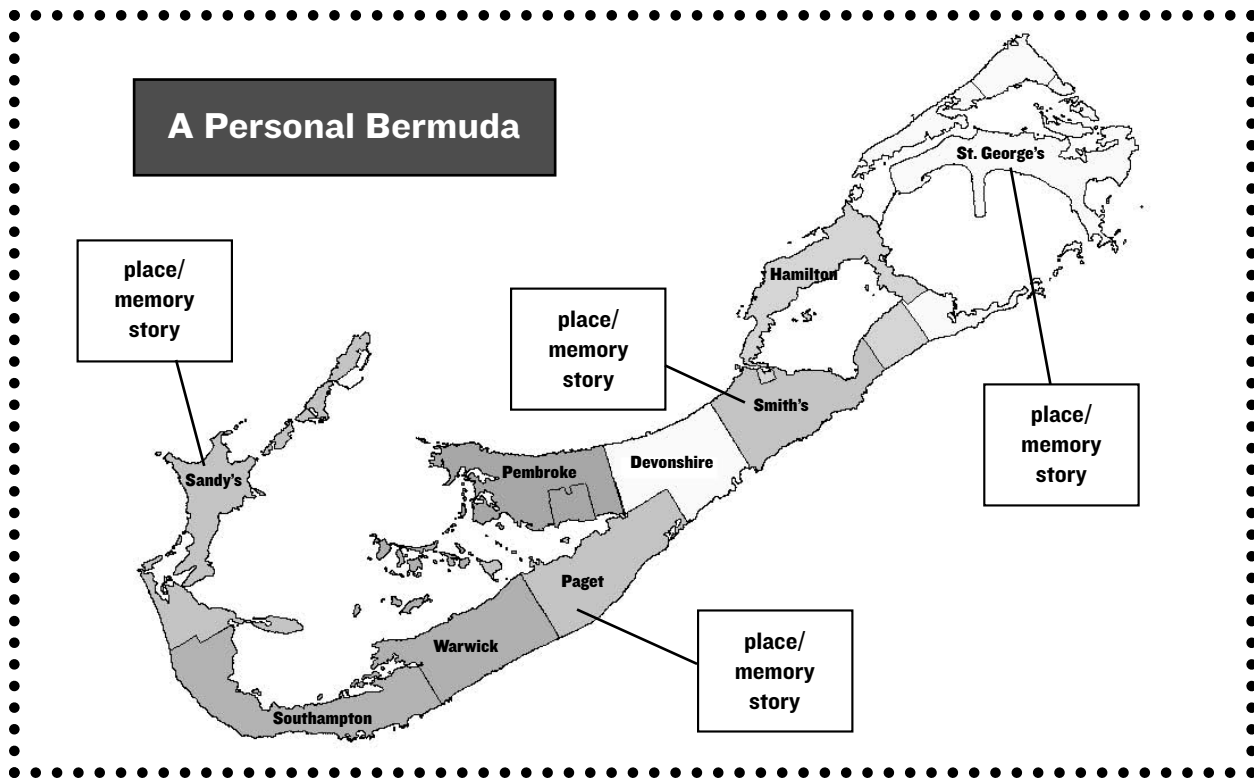 A Personal Bermuda
St. George's
place/
memory
story
Hamilton
place/
memory
story
Smith's
place/
memory
story
Sandy's
Pembroke
Devonshire
Paget
place/
memory
story
Warwick
Southampton